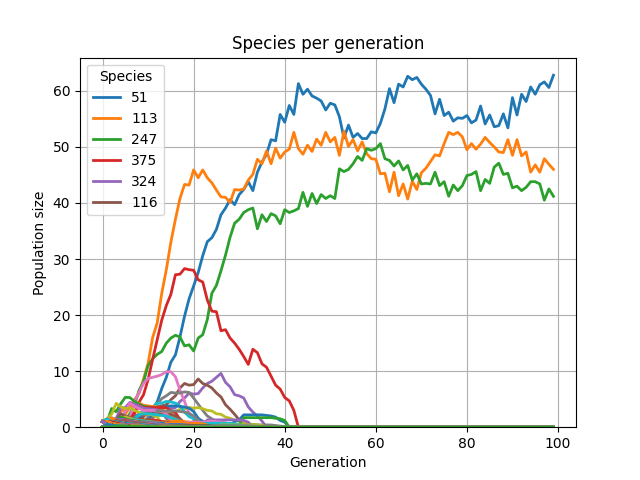 Species per generation
Species
51
113
247
375
324
116
Population size
60
50
40
30
20
10
0
0 20 40 60 80 100
Generation